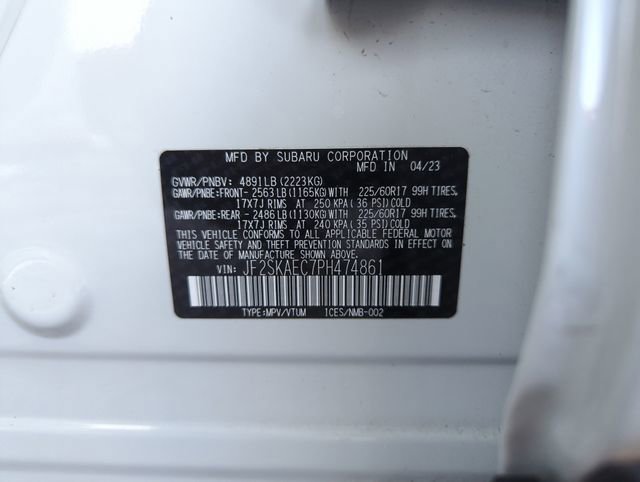 MFD BY SUBARU CORPORATION
MFD IN 04/23
GVWR/PNBV: 4891LB (2223KG)
GAWR/PNBE:FRONT- 2563LB(1165KG)WITH 225/60R17 99H TIRES,
17X7J RIMS AT 250 KPA(36 PSI)COLD
GAWR/PNBE:REAR - 2486LB(1130KG)WITH 225/60R17 99H TIRES,
17X7J RIMS AT 240 KPA(35 PSI)COLD
THIS VEHICLE CONFORMS TO ALL APPLICABLE FEDERAL MOTOR
VEHICLE SAFETY AND THEFT PREVENTION STANDARDS IN EFFECT ON
THE DATE OF MANUFACTURE SHOWN ABOVE.
VIN: JF2SKAEC7PH474861
TYPE:MPV/VTUM ICES/NMB-002